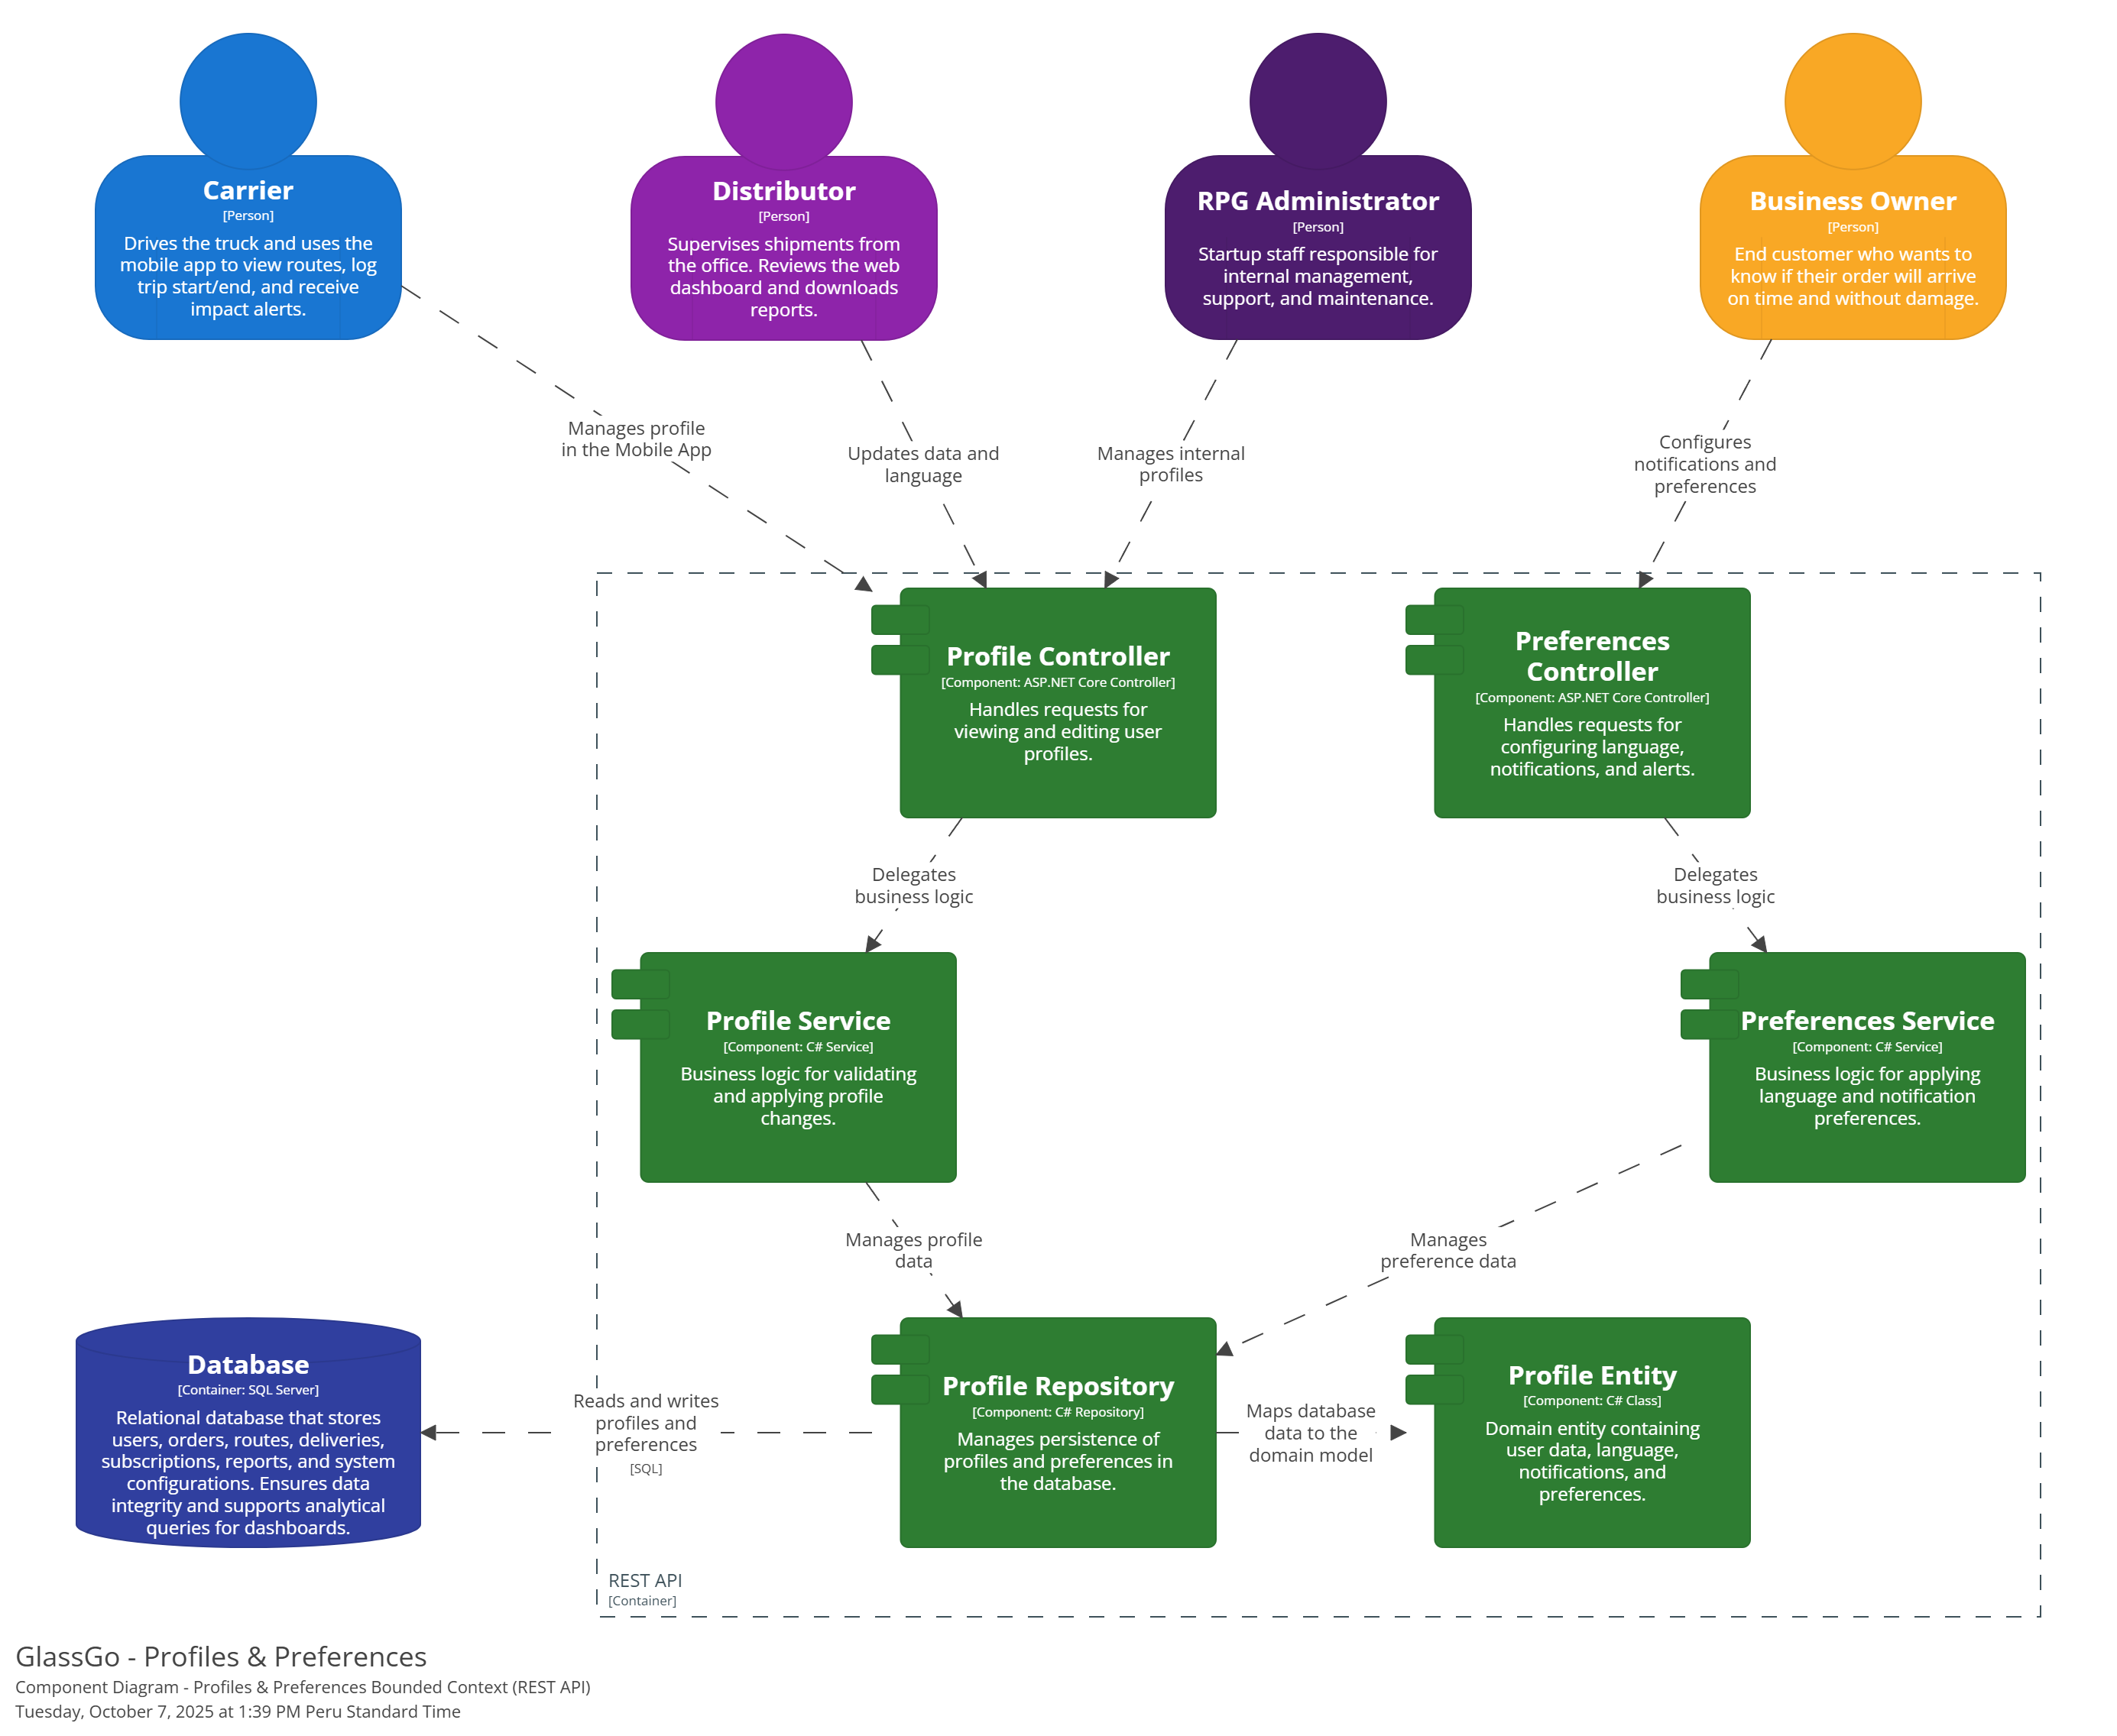 Carrier
[Person]
Drives the truck and uses the
mobile app to view routes, log
trip start/end, and receive
impact alerts.
Distributor
[Person]
Supervises shipments from
the office. Reviews the web
dashboard and downloads
reports.
RPG Administrator
[Person]
Startup staff responsible for
internal management,
support, and maintenance.
Business Owner
[Person]
End customer who wants to
know if their order will arrive
on time and without damage.
Manages profile
in the Mobile App
Updates data and
language
Manages internal
profiles
Configures
notifications and
preferences
Profile Controller
[Component: ASP.NET Core Controller]
Handles requests for
viewing and editing user
profiles.
Preferences
Controller
[Component: ASP.NET Core Controller]
Handles requests for
configuring language,
notifications, and alerts.
Delegates
business logic
Delegates
business logic
Profile Service
[Component: C# Service]
Business logic for validating
and applying profile
changes.
Preferences Service
[Component: C# Service]
Business logic for applying
language and notification
preferences.
Manages profile
data
Manages
preference data
Database
[Container: SQL Server]
Relational database that stores
users, orders, routes, deliveries,
subscriptions, reports, and system
configurations. Ensures data
integrity and supports analytical
queries for dashboards.
Reads and writes
profiles and
preferences
[SQL]
Profile Repository
[Component: C# Repository]
Manages persistence of
profiles and preferences in
the database.
Maps database
data to the
domain model
Profile Entity
[Component: C# Class]
Domain entity containing
user data, language,
notifications, and
preferences.
REST API
[Container]
GlassGo - Profiles & Preferences
Component Diagram - Profiles & Preferences Bounded Context (REST API)
Tuesday, October 7, 2025 at 1:39 PM Peru Standard Time